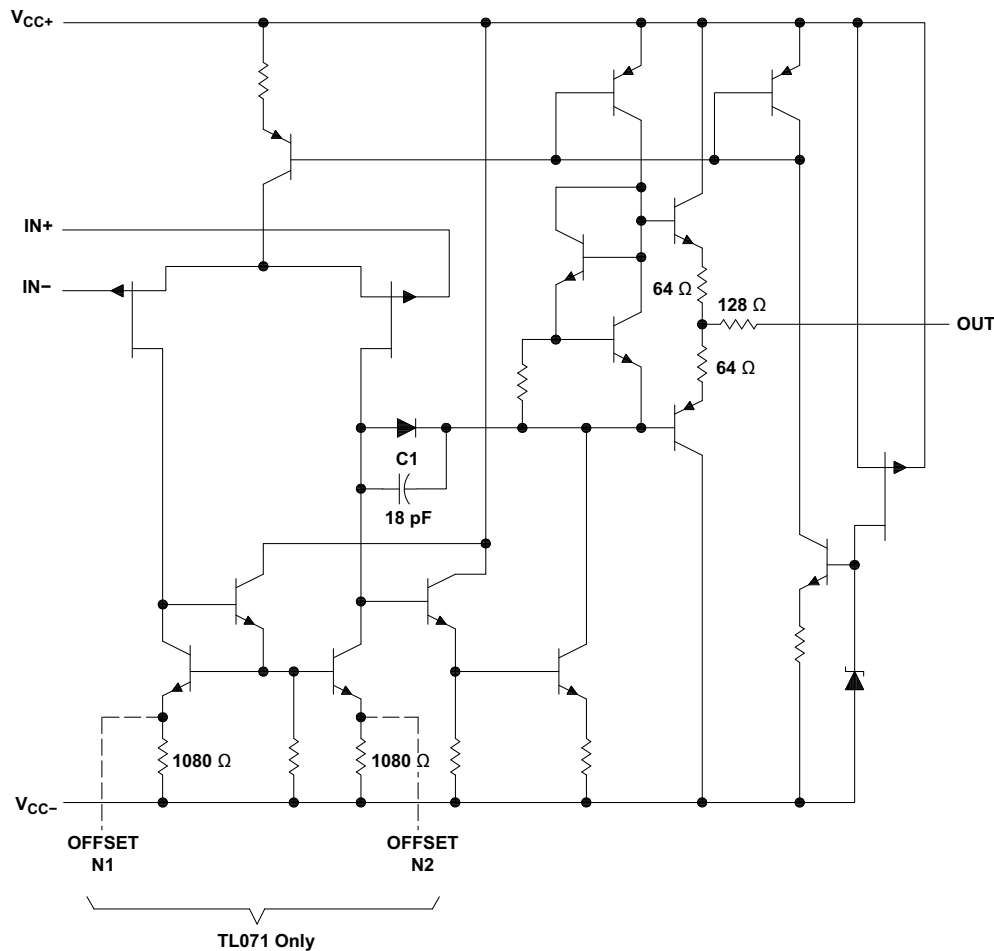 VCC+
IN+
IN−
64 Ω
128 Ω
OUT
64 Ω
C1
18 pF
1080 Ω
1080 Ω
VCC−
OFFSET
N1
OFFSET
N2
TL071 Only